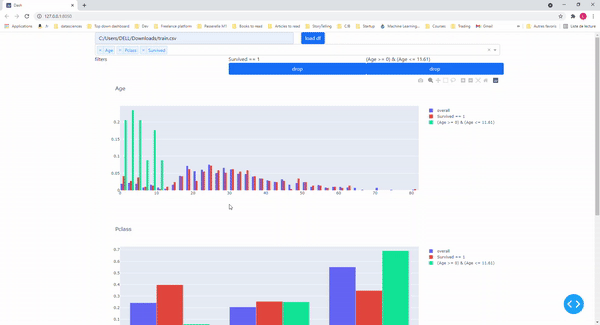 Dash
127.0.0.1:8050
Applications
datasciences
Top down dashboard
Dev
freelance platform
Passerelle MT
Books to read
Articles to read
StoryTelling
CJE
Startup
Machine Learning...
Courses
Trading
Gmail
Autres favoris
Liste de lecture
C:/Users/DELL/Downloads/train.csv
load df
× Age × Pclass × Survived
filters
Survived == 1
(Age >= 0) & (Age <= 11.61)
drop
drop
Age
overall
Survived == 1
(Age >= 0) & (Age <= 11.61)
0.2
0.15
0.1
0.05
0
0 10 20 30 40 50 60 70 80
Pclass
overall
Survived == 1
(Age >= 0) & (Age <= 11.61)
0.7
0.6
0.5
0.4
0.3
0.2
0.1